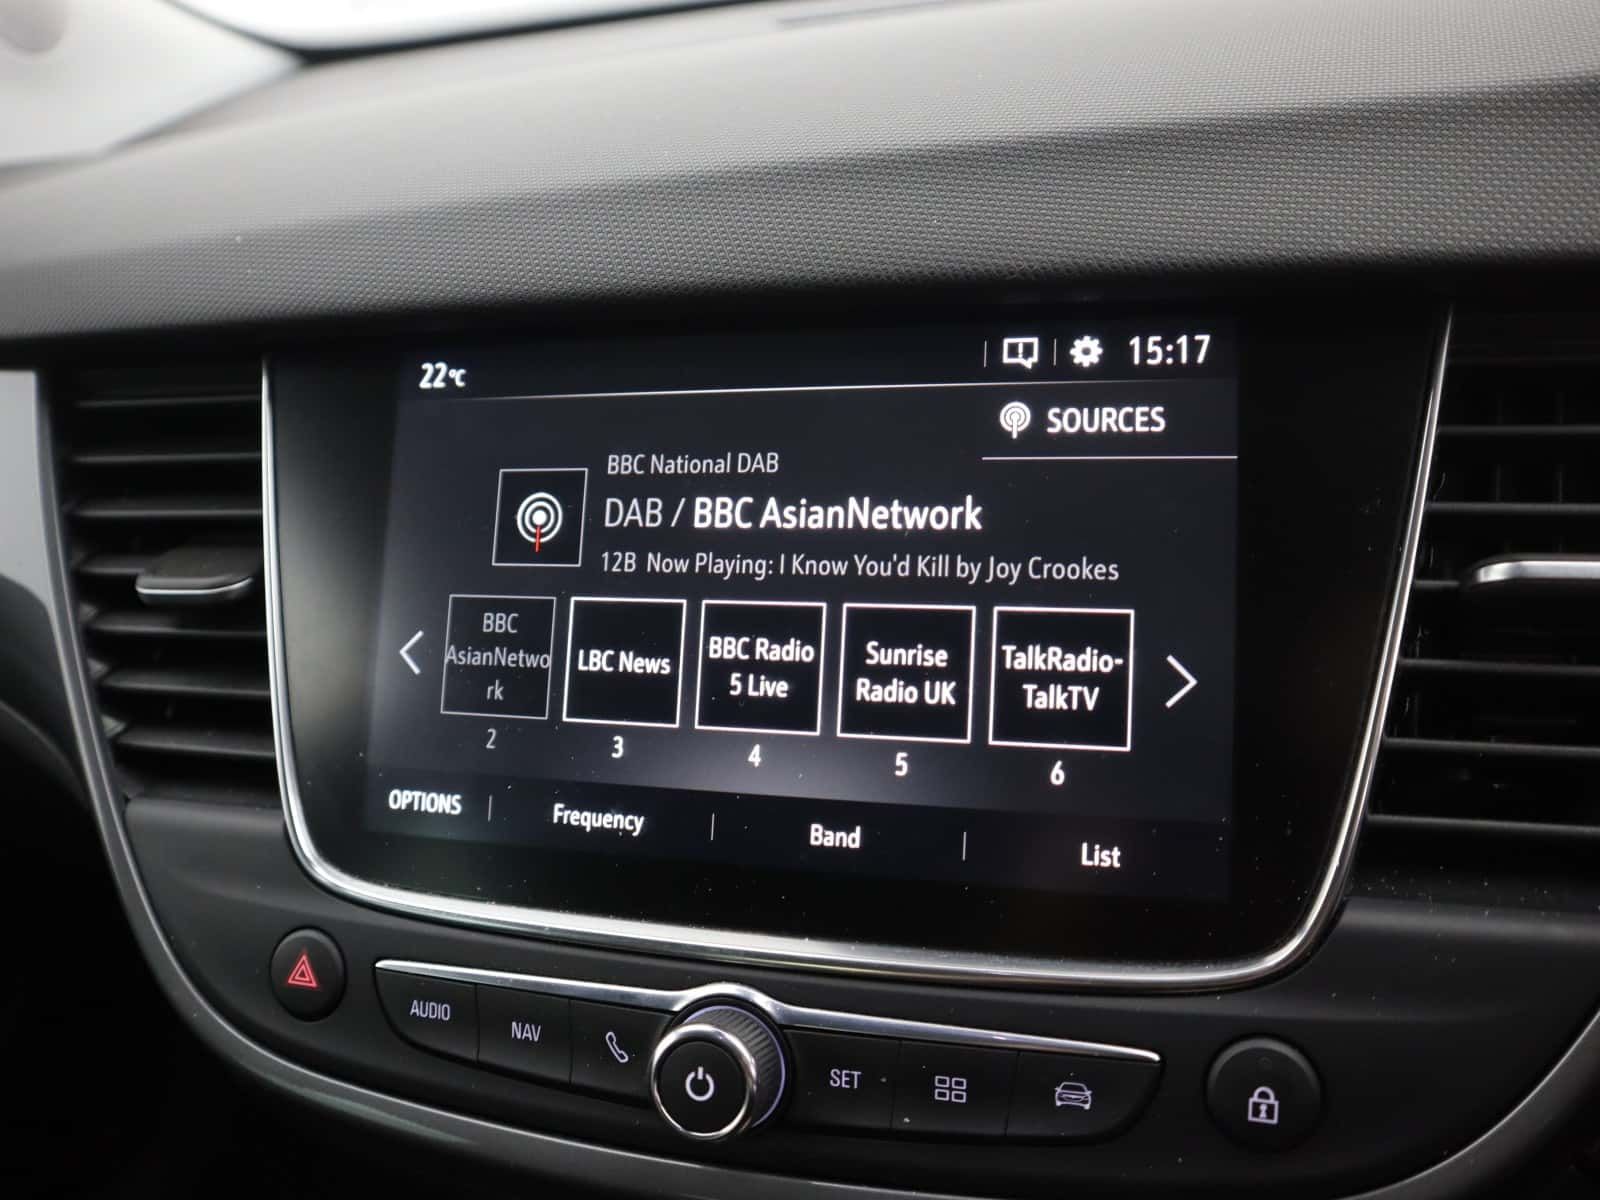 22°C
15:17
SOURCES
BBC National DAB
DAB / BBC AsianNetwork
12B Now Playing: I Know You'd Kill by Joy Crookes
BBC
AsianNetwo
rk
LBC News
BBC Radio
5 Live
Sunrise
Radio UK
TalkRadio-
TalkTV
2
3
4
5
6
OPTIONS
Frequency
Band
List
AUDIO
NAV
SET